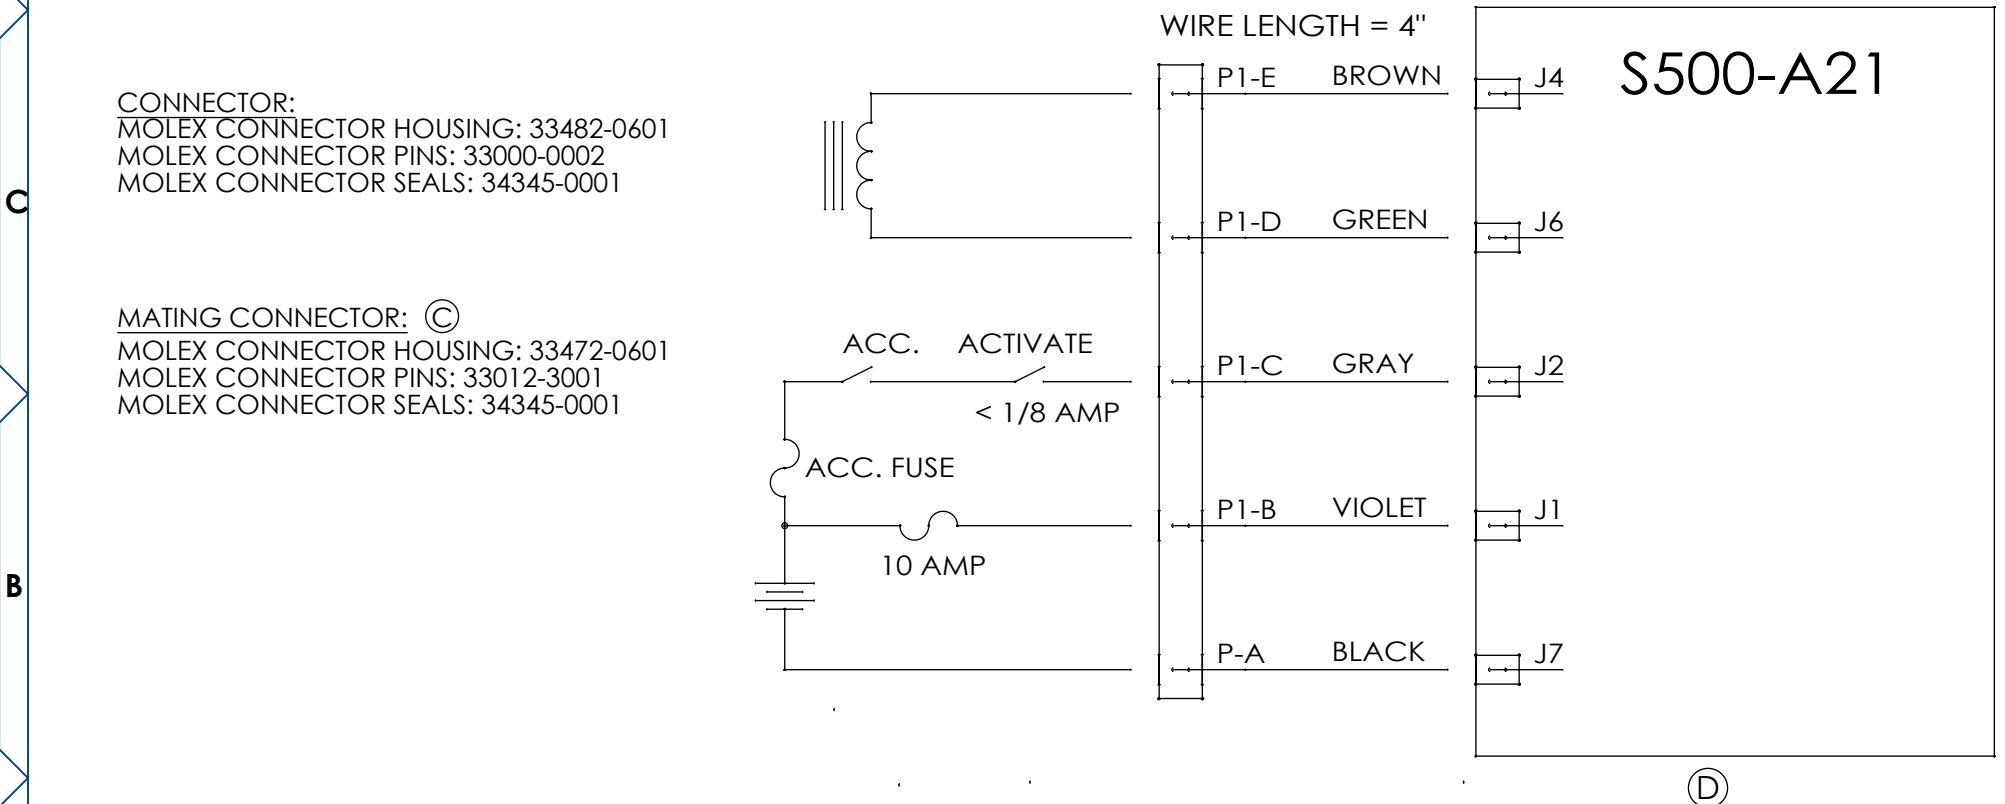 WIRE LENGTH = 4"
S500-A21
CONNECTOR:
MOLEX CONNECTOR HOUSING: 33482-0601
MOLEX CONNECTOR PINS: 33000-0002
MOLEX CONNECTOR SEALS: 34345-0001
C
MATING CONNECTOR: C
MOLEX CONNECTOR HOUSING: 33472-0601
MOLEX CONNECTOR PINS: 33012-3001
MOLEX CONNECTOR SEALS: 34345-0001
B
P1-E BROWN J4
P1-D GREEN J6
ACC. ACTIVATE
P1-C GRAY J2
< 1/8 AMP
ACC. FUSE
P1-B VIOLET J1
10 AMP
P-A BLACK J7
D